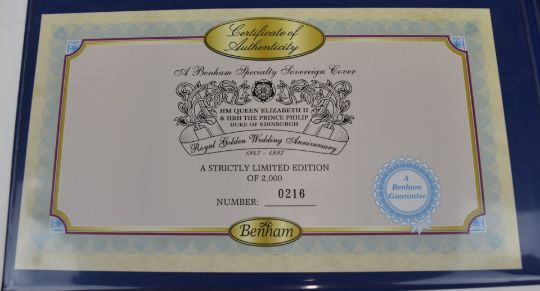 Certificate of
Authenticity
A Benham Specialty Sovereign Cover
HM QUEEN ELIZABETH II
& HRH THE PRINCE PHILIP
DUKE OF EDINBURGH
Royal Golden Wedding Anniversary
1947 - 1997
A STRICTLY LIMITED EDITION
OF 2,000
NUMBER: 0216
A
Benham
Guarantee
Benham